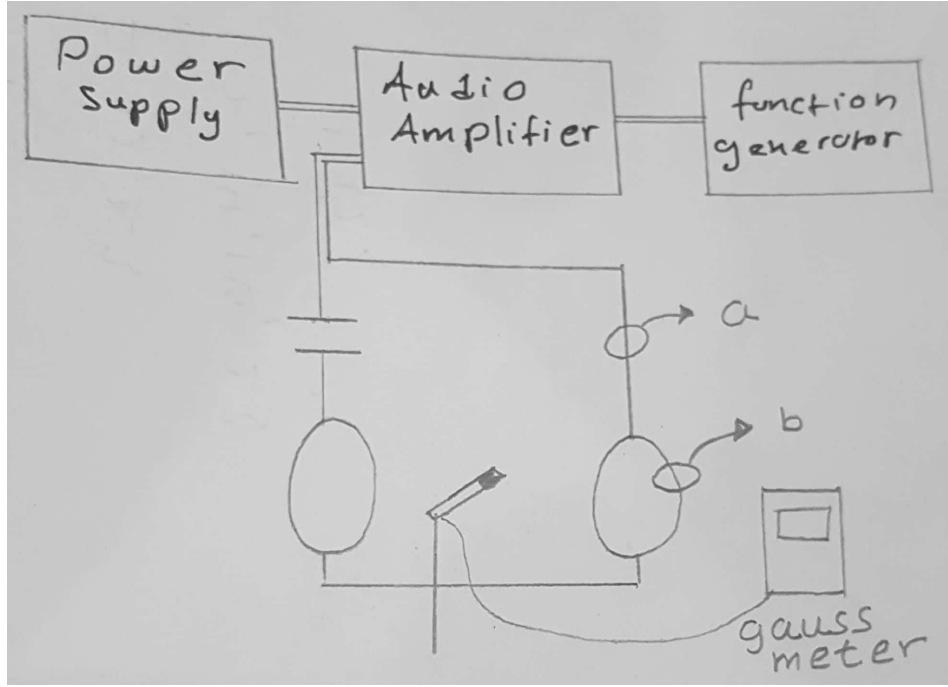 Power
supply
Audio
Amplifier
function
generator
a
b
gauss
meter